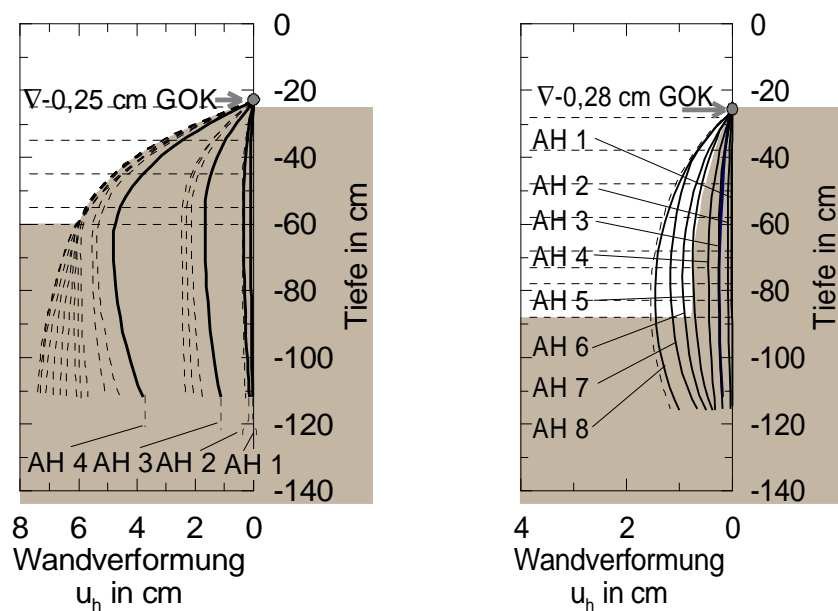 0
-20
-40
-60
-80
-100
-120
-140
Tiefe in cm
∇-0,25 cm GOK
AH 4 AH 3 AH 2 AH 1
8 6 4 2 0
Wandverformung
u_h in cm
0
-20
-40
-60
-80
-100
-120
-140
Tiefe in cm
∇-0,28 cm GOK
AH 1
AH 2
AH 3
AH 4
AH 5
AH 6
AH 7
AH 8
4 2 0
Wandverformung
u_h in cm